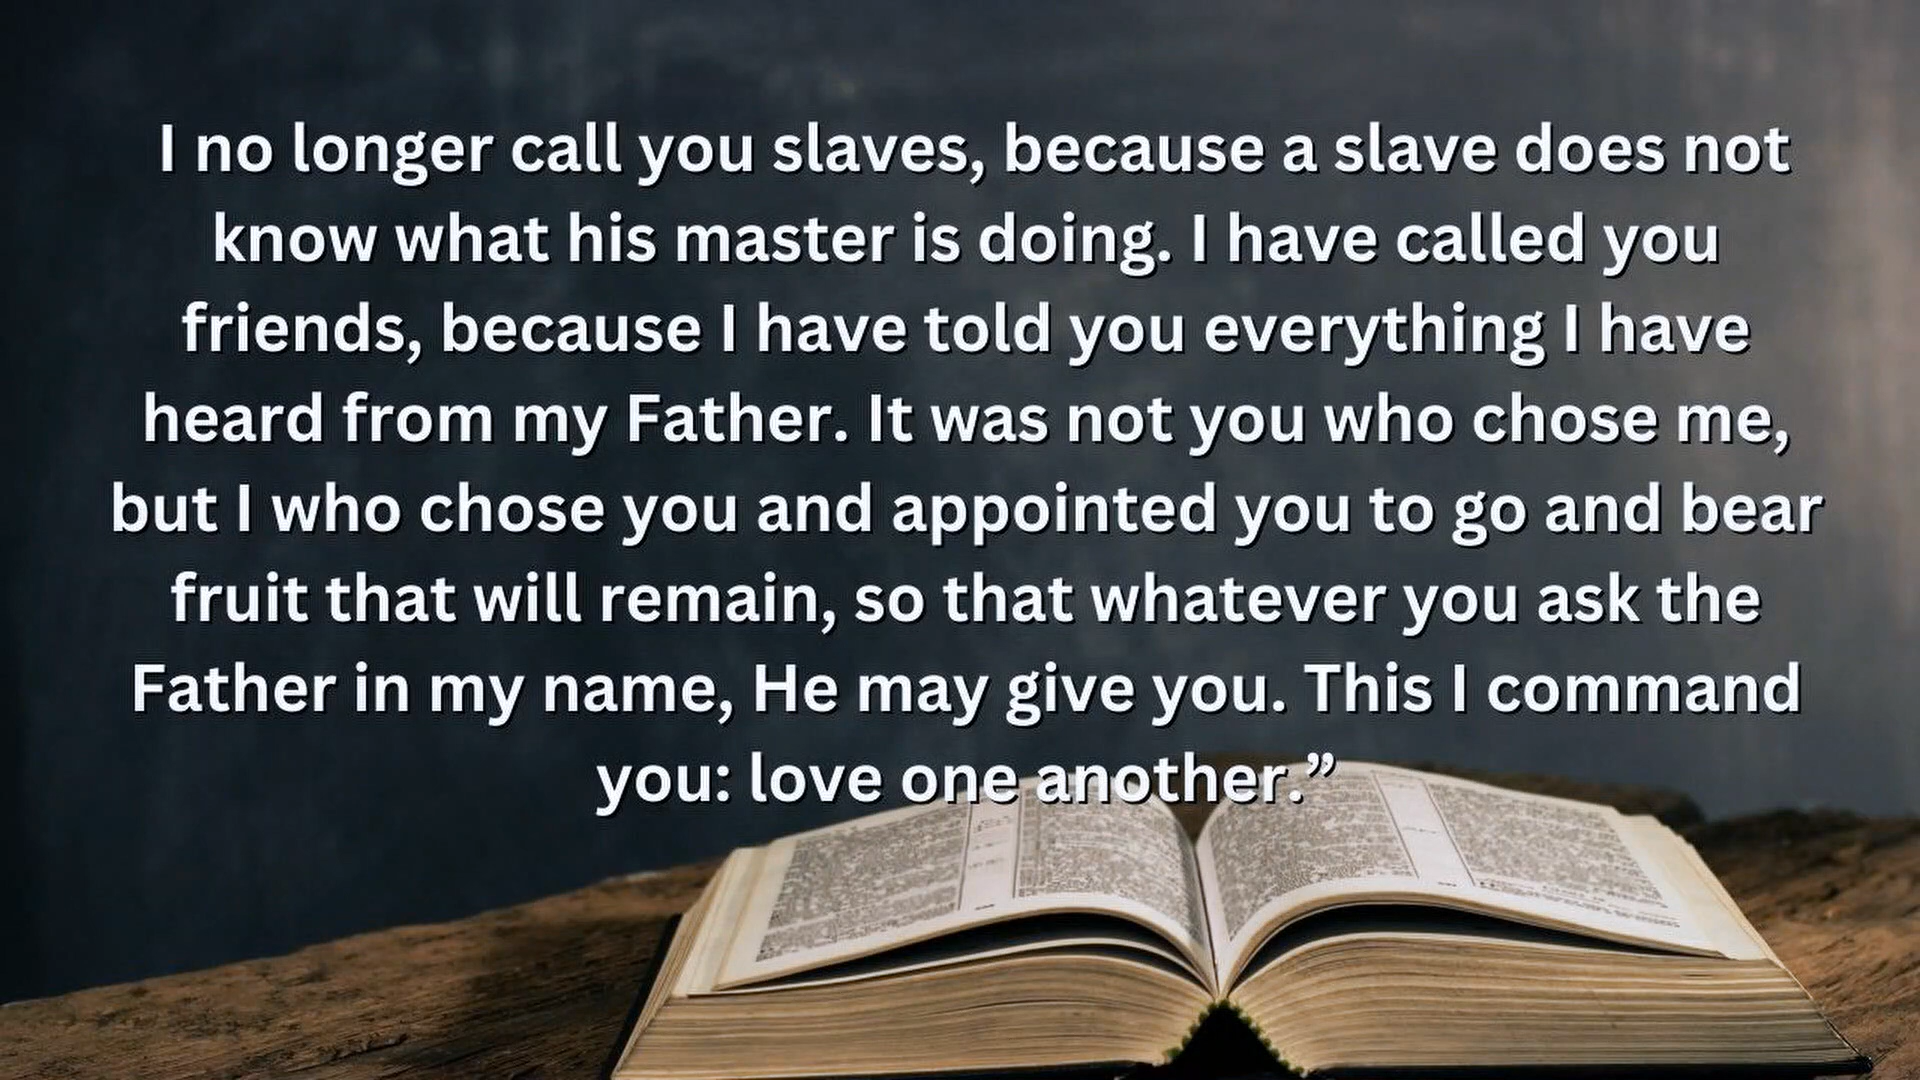 I no longer call you slaves, because a slave does not
know what his master is doing. I have called you
friends, because I have told you everything I have
heard from my Father. It was not you who chose me,
but I who chose you and appointed you to go and bear
fruit that will remain, so that whatever you ask the
Father in my name, He may give you. This I command
you: love one another.”